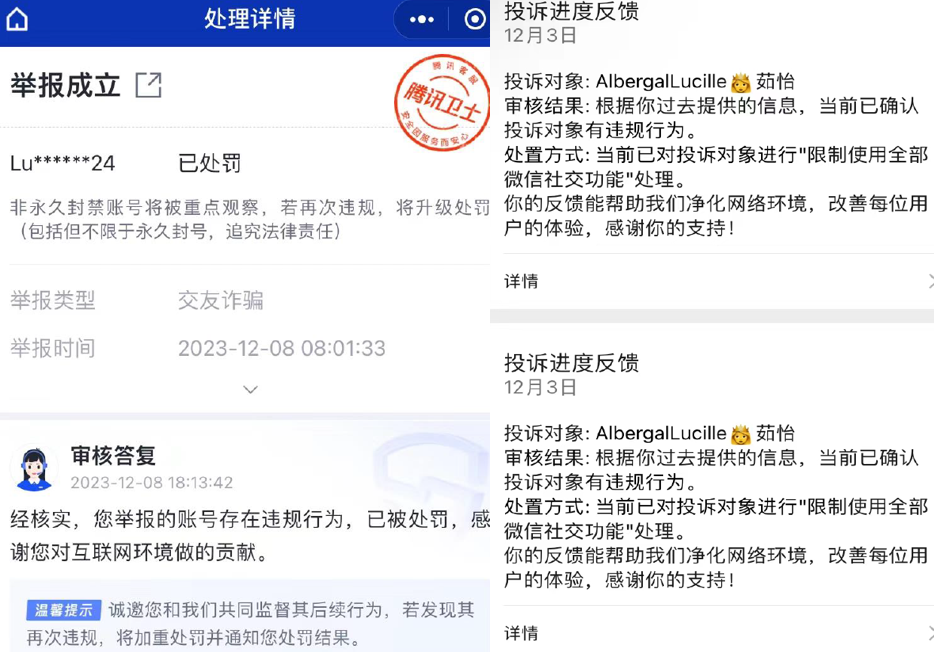 处理详情
举报成立
腾讯客服
腾讯卫士
安全因服务而安心
Lu******24 已处罚
非永久封禁账号将被重点观察，若再次违规，将升级处罚
（包括但不限于永久封号，追究法律责任）
举报类型 交友诈骗
举报时间 2023-12-08 08:01:33
审核答复
2023-12-08 18:13:42
经核实，您举报的账号存在违规行为，已被处罚，感
谢您对互联网环境做的贡献。
温馨提示 诚邀您和我们共同监督其后续行为，若发现其
再次违规，将加重处罚并通知您处罚结果。
投诉进度反馈
12月3日
投诉对象: AlbergalLucille👸 茹怡
审核结果: 根据你过去提供的信息，当前已确认
投诉对象有违规行为。
处置方式: 当前已对投诉对象进行"限制使用全部
微信社交功能"处理。
你的反馈能帮助我们净化网络环境，改善每位用
户的体验，感谢你的支持！
详情
投诉进度反馈
12月3日
投诉对象: AlbergalLucille👸 茹怡
审核结果: 根据你过去提供的信息，当前已确认
投诉对象有违规行为。
处置方式: 当前已对投诉对象进行"限制使用全部
微信社交功能"处理。
你的反馈能帮助我们净化网络环境，改善每位用
户的体验，感谢你的支持！
详情